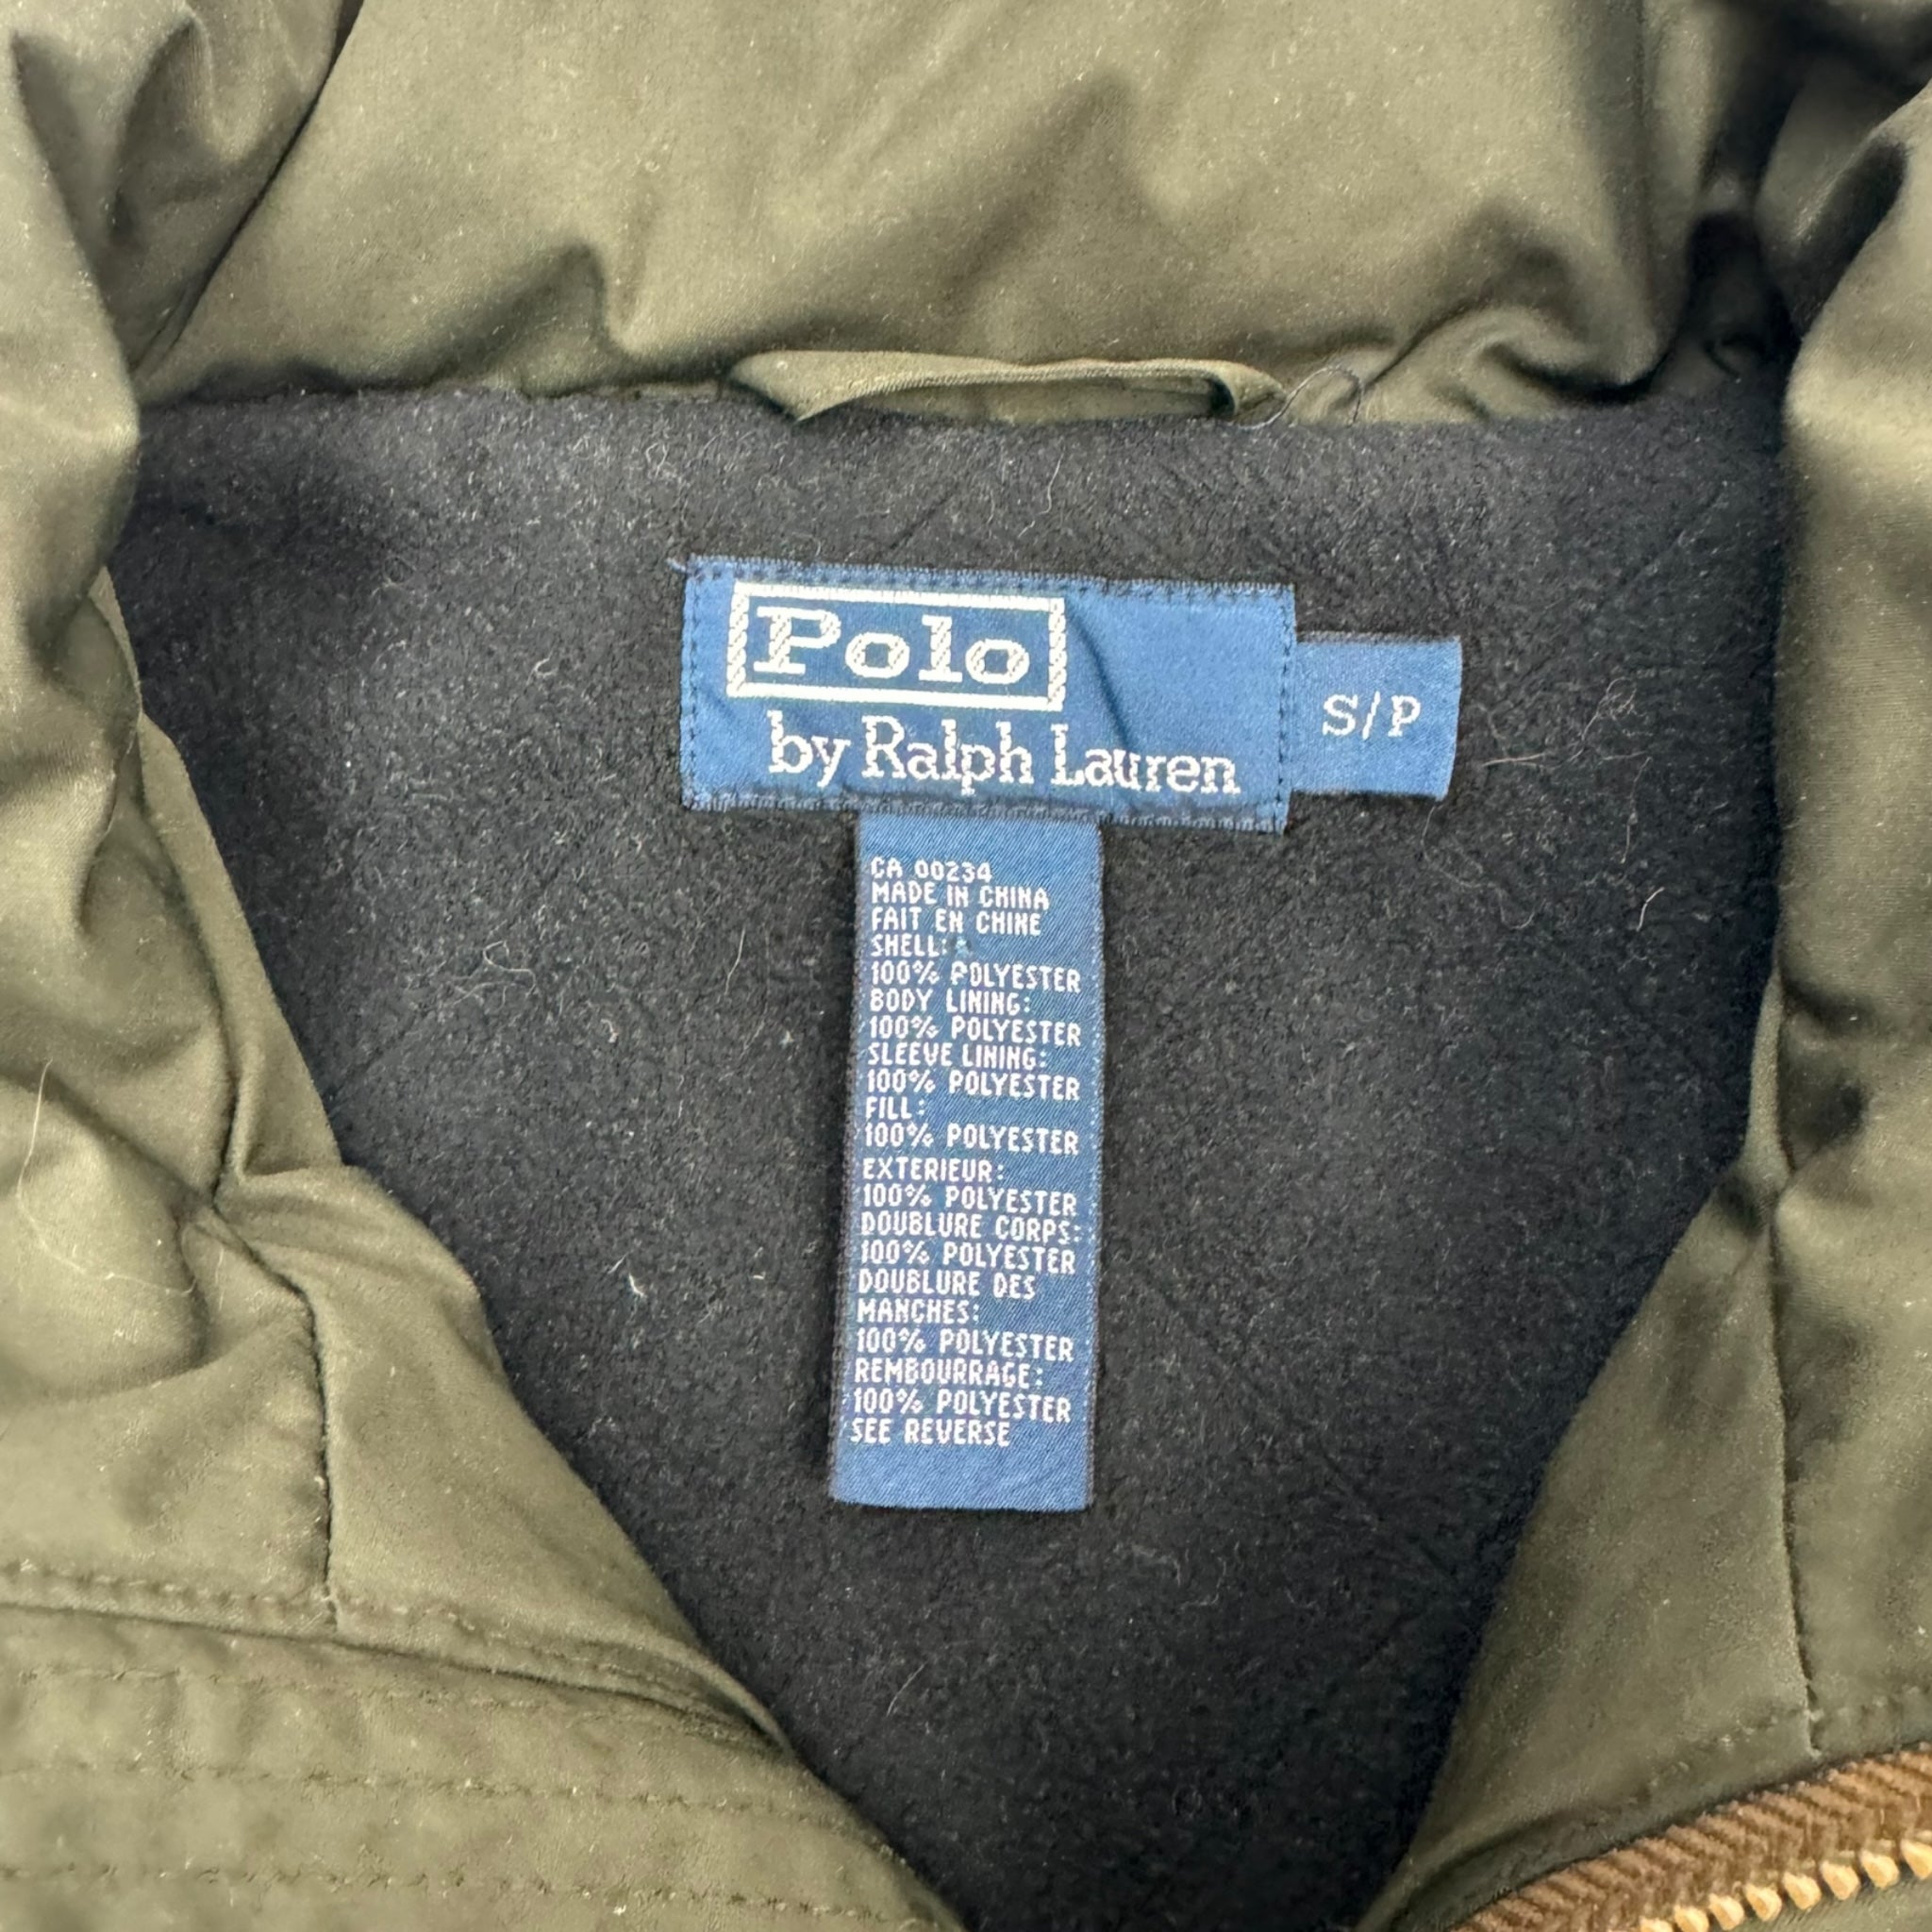 Polo
by Ralph Lauren
S/P
CA 00234
MADE IN CHINA
FAIT EN CHINE
SHELL:
100% POLYESTER
BODY LINING:
100% POLYESTER
SLEEVE LINING:
100% POLYESTER
FILL:
100% POLYESTER
EXTERIEUR:
100% POLYESTER
DOUBLURE CORPS:
100% POLYESTER
DOUBLURE DES
MANCHES:
100% POLYESTER
REMBOURRAGE:
100% POLYESTER
SEE REVERSE